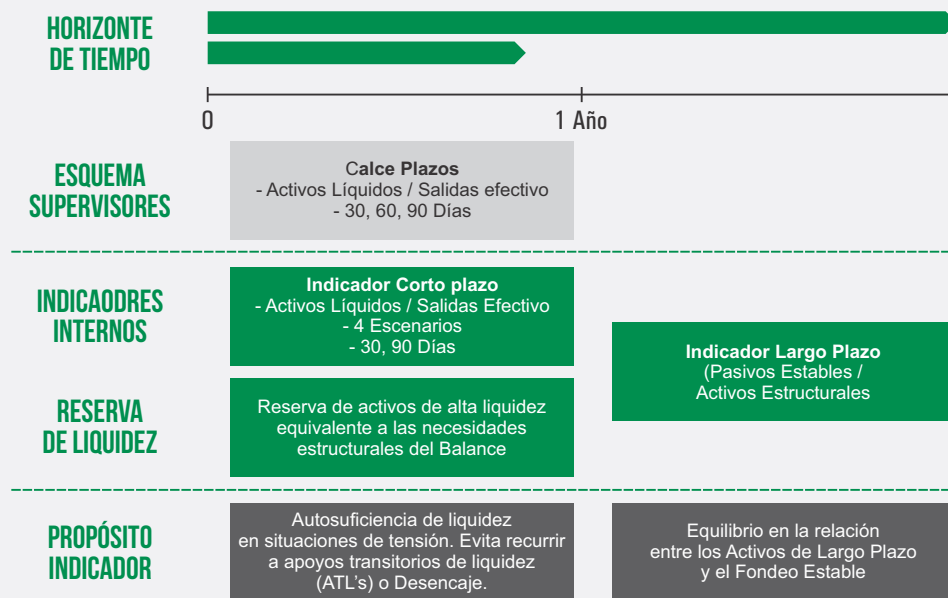 HORIZONTE
DE TIEMPO
0
1 Año
ESQUEMA
SUPERVISORES
Calce Plazos
- Activos Líquidos / Salidas efectivo
- 30, 60, 90 Días
INDICAODRES
INTERNOS
Indicador Corto plazo
- Activos Líquidos / Salidas Efectivo
- 4 Escenarios
- 30, 90 Días
Indicador Largo Plazo
(Pasivos Estables /
Activos Estructurales
RESERVA
DE LIQUIDEZ
Reserva de activos de alta liquidez
equivalente a las necesidades
estructurales del Balance
PROPÓSITO
INDICADOR
Autosuficiencia de liquidez
en situaciones de tensión. Evita recurrir
a apoyos transitorios de liquidez
(ATL's) o Desencaje.
Equilibrio en la relación
entre los Activos de Largo Plazo
y el Fondeo Estable